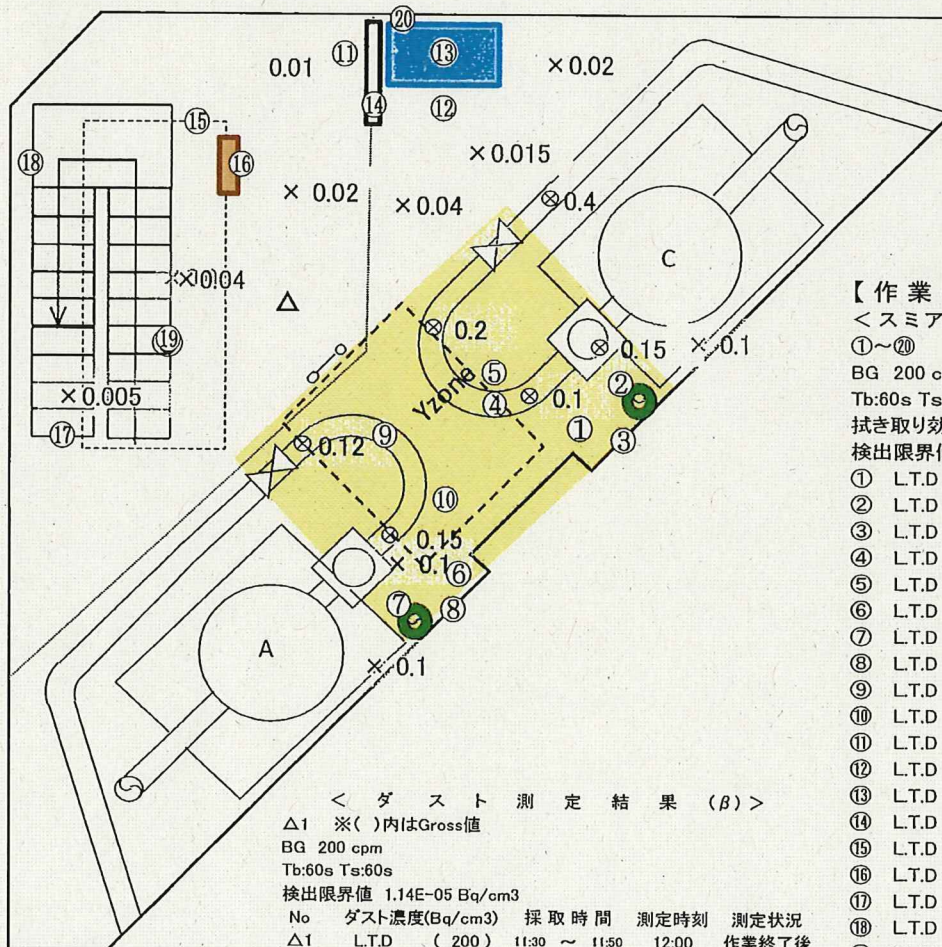 ⑳
⑪
⑬
0.01
×0.02
⑭
⑫
⑮
⑱
⑯
×0.015
× 0.02
×0.04
⊗0.4
C
△
⑲
⊗ 0.2
⊗0.15
×0.1
⑤
Yzone
④
⊗0.1
②
×0.005
⑰
①
③
⊗0.12
⑨
⑩
⊗0.15
×0.1
⑥
⑦
⑧
A
×0.1
【作業
<スミア
①~⑳
BG 200 c
Tb:60s Ts
拭き取り効
検出限界値
① L.T.D
② L.T.D
③ L.T.D
④ L.T.D
⑤ L.T.D
⑥ L.T.D
⑦ L.T.D
⑧ L.T.D
⑨ L.T.D
⑩ L.T.D
⑪ L.T.D
⑫ L.T.D
⑬ L.T.D
⑭ L.T.D
⑮ L.T.D
⑯ L.T.D
⑰ L.T.D
⑱ L.T.D
< ダスト測定結果 (β) >
△1 ※( )内はGross値
BG 200 cpm
Tb:60s Ts:60s
検出限界値 1.14E-05 Bq/cm3
No ダスト濃度(Bq/cm3) 採取時間 測定時刻 測定状況
△1 L.T.D ( 200 ) 11:30 ~ 11:50 12:00 作業終了後